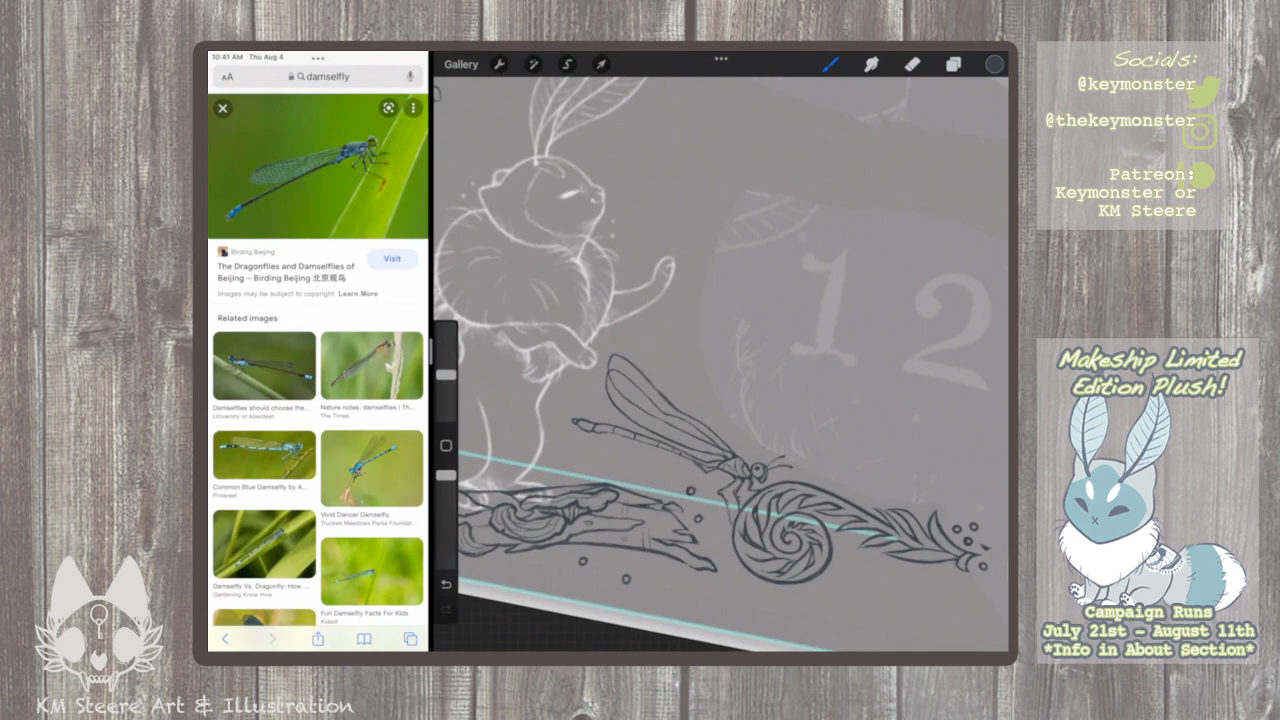 10:41 AM Thu Aug 4
AA damselfly
Birding Beijing
The Dragonflies and Damselflies of
Beijing – Birding Beijing 北京观鸟
Visit
Images may be subject to copyright. Learn More
Related images
Damselflies should choose the...
University of Aberdeen
Nature notes: damselflies | Th...
The Times
Common Blue Damselfly by A...
Pinterest
Vivid Dancer Damselfly
Truckee Meadows Parks Foundat...
Damselfly Vs. Dragonfly: How ...
Gardening Know How
Fun Damselfly Facts For Kids
Kidadl
Gallery
12
Socials:
@keymonster
@thekeymonster
Patreon:
Keymonster or
KM Steere
Makeship Limited
Edition Plush!
Campaign Runs
July 21st - August 11th
*Info in About Section*
KM Steere Art & Illustration